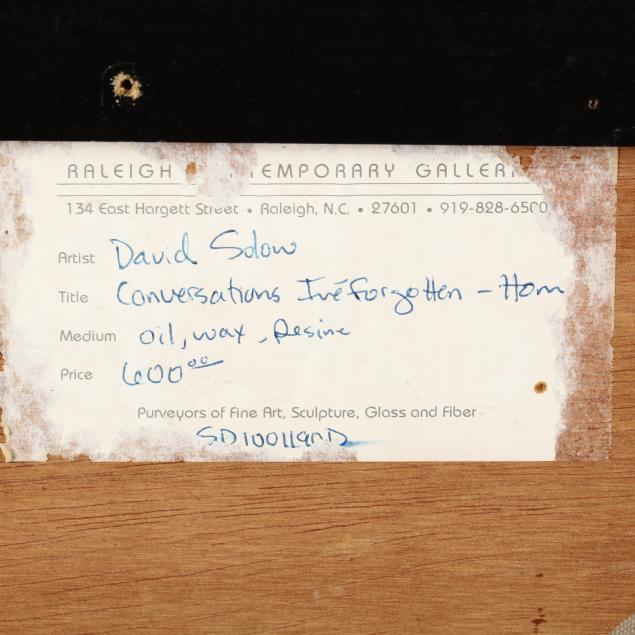 RALEIGH TEMPORARY GALLER
134 East Hargett Street • Raleigh, N.C. • 27601 • 919-828-6500
Artist David Solow
Title Conversations I've forgotten - Hom
Medium oil, wax, Resine
Price 600.00
Purveyors of Fine Art, Sculpture, Glass and Fiber